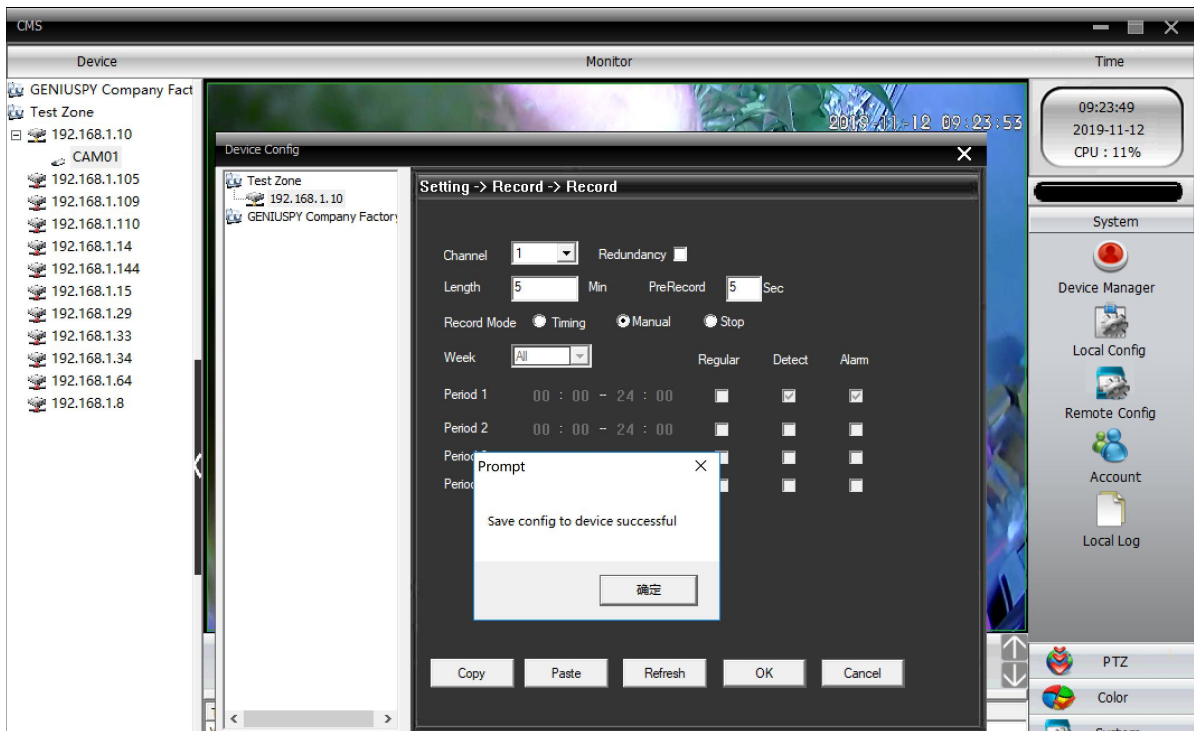 CMS
Device Monitor Time
GENIUSPY Company Fact
Test Zone
192.168.1.10
CAM01
192.168.1.105
192.168.1.109
192.168.1.110
192.168.1.14
192.168.1.144
192.168.1.15
192.168.1.29
192.168.1.33
192.168.1.34
192.168.1.64
192.168.1.8
2019-11-12 09:23:53
Device Config
Test Zone
192.168.1.10
GENIUSPY Company Factory
Setting -> Record -> Record
Channel 1 Redundancy
Length 5 Min PreRecord 5 Sec
Record Mode Timing Manual Stop
Week All Regular Detect Alarm
Period 1 00 : 00 - 24 : 00
Period 2 00 : 00 - 24 : 00
Period
Period
Prompt
Save config to device successful
确定
Copy Paste Refresh OK Cancel
09:23:49
2019-11-12
CPU : 11%
System
Device Manager
Local Config
Remote Config
Account
Local Log
PTZ
Color
System